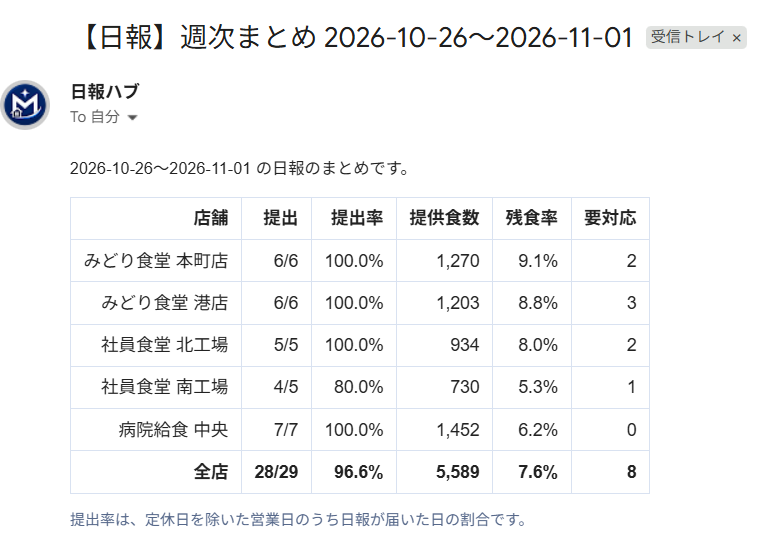 【日報】週次まとめ 2026-10-26～2026-11-01 受信トレイ ×
日報ハブ
To 自分
2026-10-26～2026-11-01 の日報のまとめです。
店舗 提出 提出率 提供食数 残食率 要対応
みどり食堂 本町店 6/6 100.0% 1,270 9.1% 2
みどり食堂 港店 6/6 100.0% 1,203 8.8% 3
社員食堂 北工場 5/5 100.0% 934 8.0% 2
社員食堂 南工場 4/5 80.0% 730 5.3% 1
病院給食 中央 7/7 100.0% 1,452 6.2% 0
全店 28/29 96.6% 5,589 7.6% 8
提出率は、定休日を除いた営業日のうち日報が届いた日の割合です。